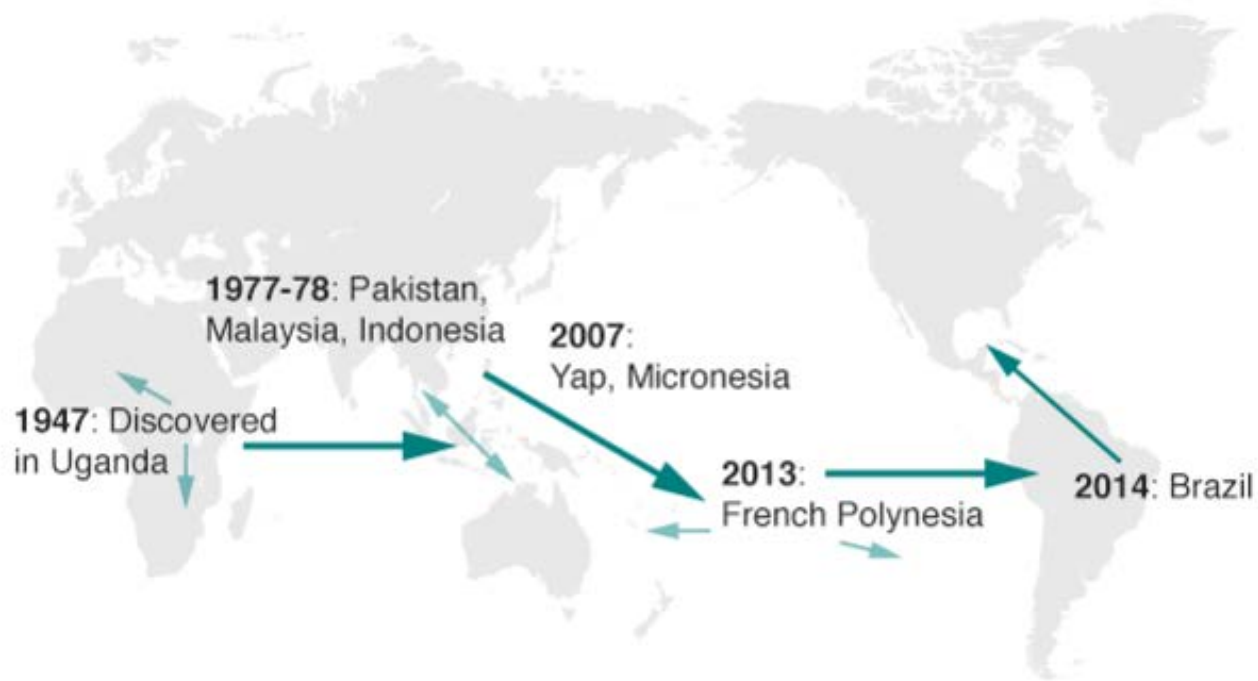 1977-78: Pakistan,
Malaysia, Indonesia
2007:
Yap, Micronesia
1947: Discovered
in Uganda
2013:
French Polynesia
2014: Brazil